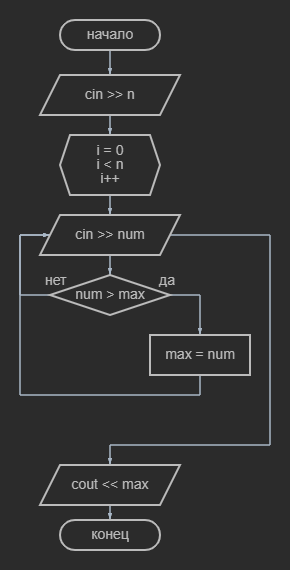 начало
cin >> n
i = 0
i < n
i++
cin >> num
нет
да
num > max
max = num
cout << max
конец